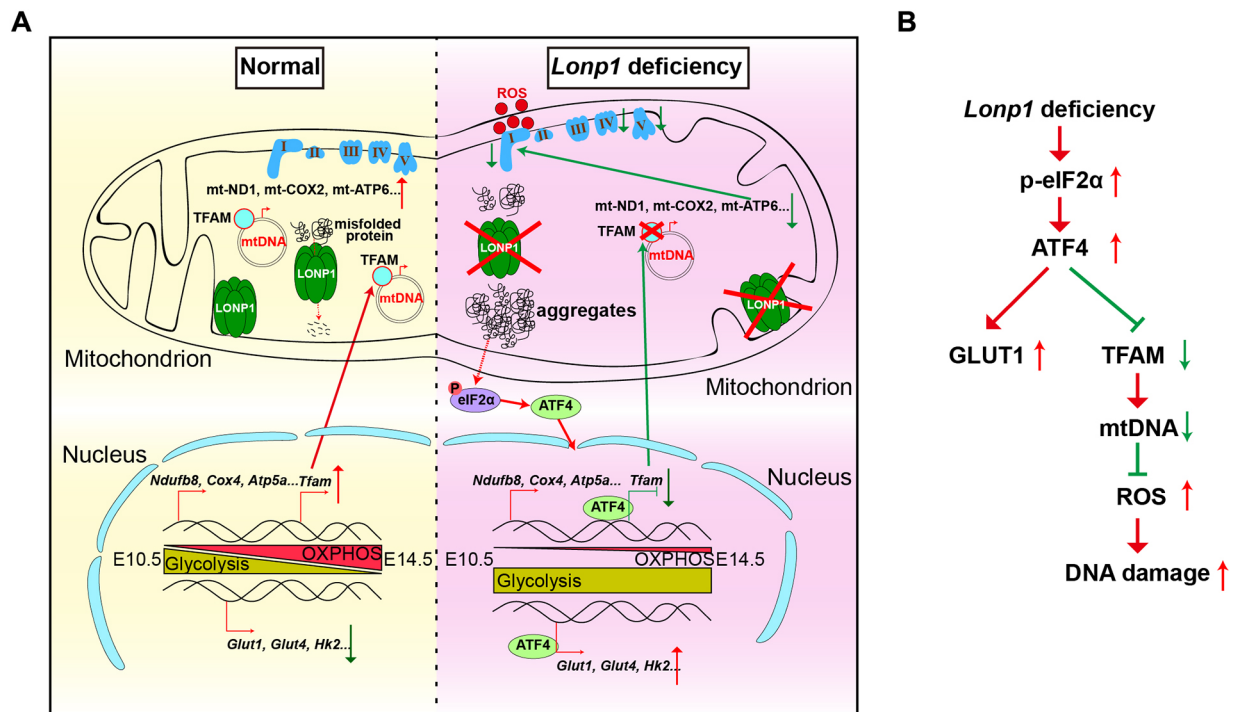 A
Normal
Lonp1 deficiency
ROS
I
II
III
IV
V
mt-ND1, mt-COX2, mt-ATP6...
TFAM
mtDNA
misfolded
protein
LONP1
TFAM
mtDNA
LONP1
Mitochondrion
I
II
III
IV
V
mt-ND1, mt-COX2, mt-ATP6...
TFAM
mtDNA
LONP1
LONP1
aggregates
Mitochondrion
P
eIF2α
ATF4
Nucleus
Ndufb8, Cox4, Atp5a...Tfam
E10.5
OXPHOS
Glycolysis
E14.5
Glut1, Glut4, Hk2...
Nucleus
Ndufb8, Cox4, Atp5a... Tfam
ATF4
E10.5
OXPHOS
E14.5
Glycolysis
ATF4
Glut1, Glut4, Hk2...
B
Lonp1 deficiency
p-eIF2α
ATF4
GLUT1
TFAM
mtDNA
ROS
DNA damage